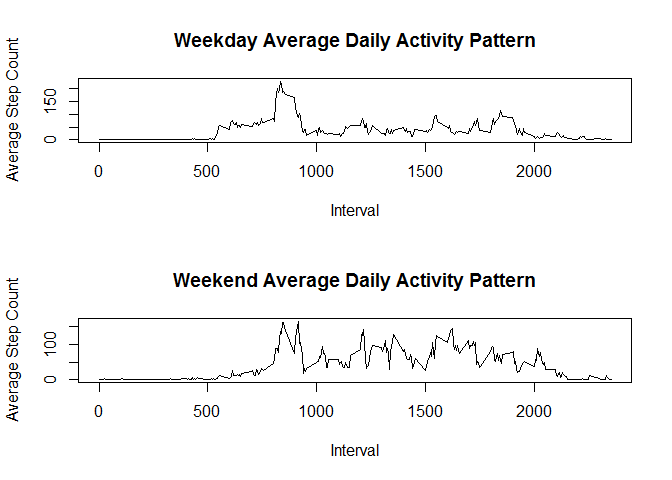 Weekday Average Daily Activity Pattern
Average Step Count
0 150
0 500 1000 1500 2000
Interval
Weekend Average Daily Activity Pattern
Average Step Count
0 100
0 500 1000 1500 2000
Interval